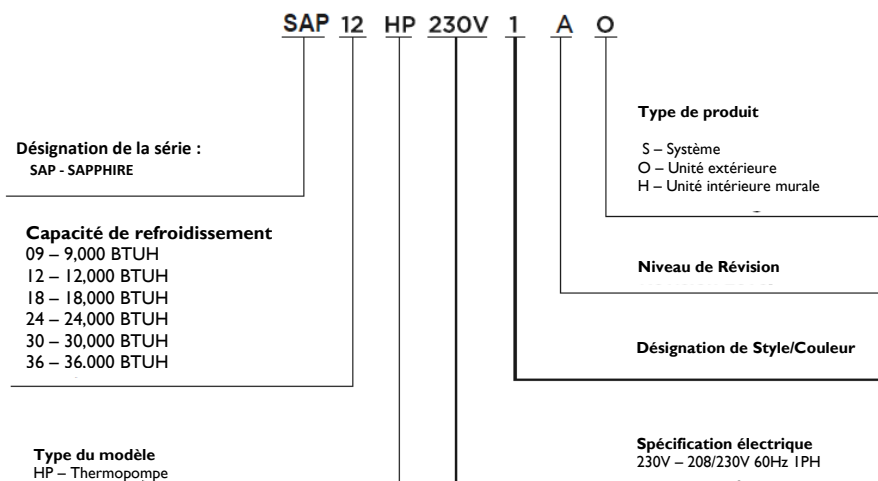 SAP 12 HP 230V 1 A O
Désignation de la série :
SAP - SAPPHIRE
Capacité de refroidissement
09 – 9,000 BTUH
12 – 12,000 BTUH
18 – 18,000 BTUH
24 – 24,000 BTUH
30 – 30,000 BTUH
36 – 36.000 BTUH
Type du modèle
HP – Thermopompe
Type de produit
S – Système
O – Unité extérieure
H – Unité intérieure murale
Niveau de Révision
Désignation de Style/Couleur
Spécification électrique
230V – 208/230V 60Hz 1PH